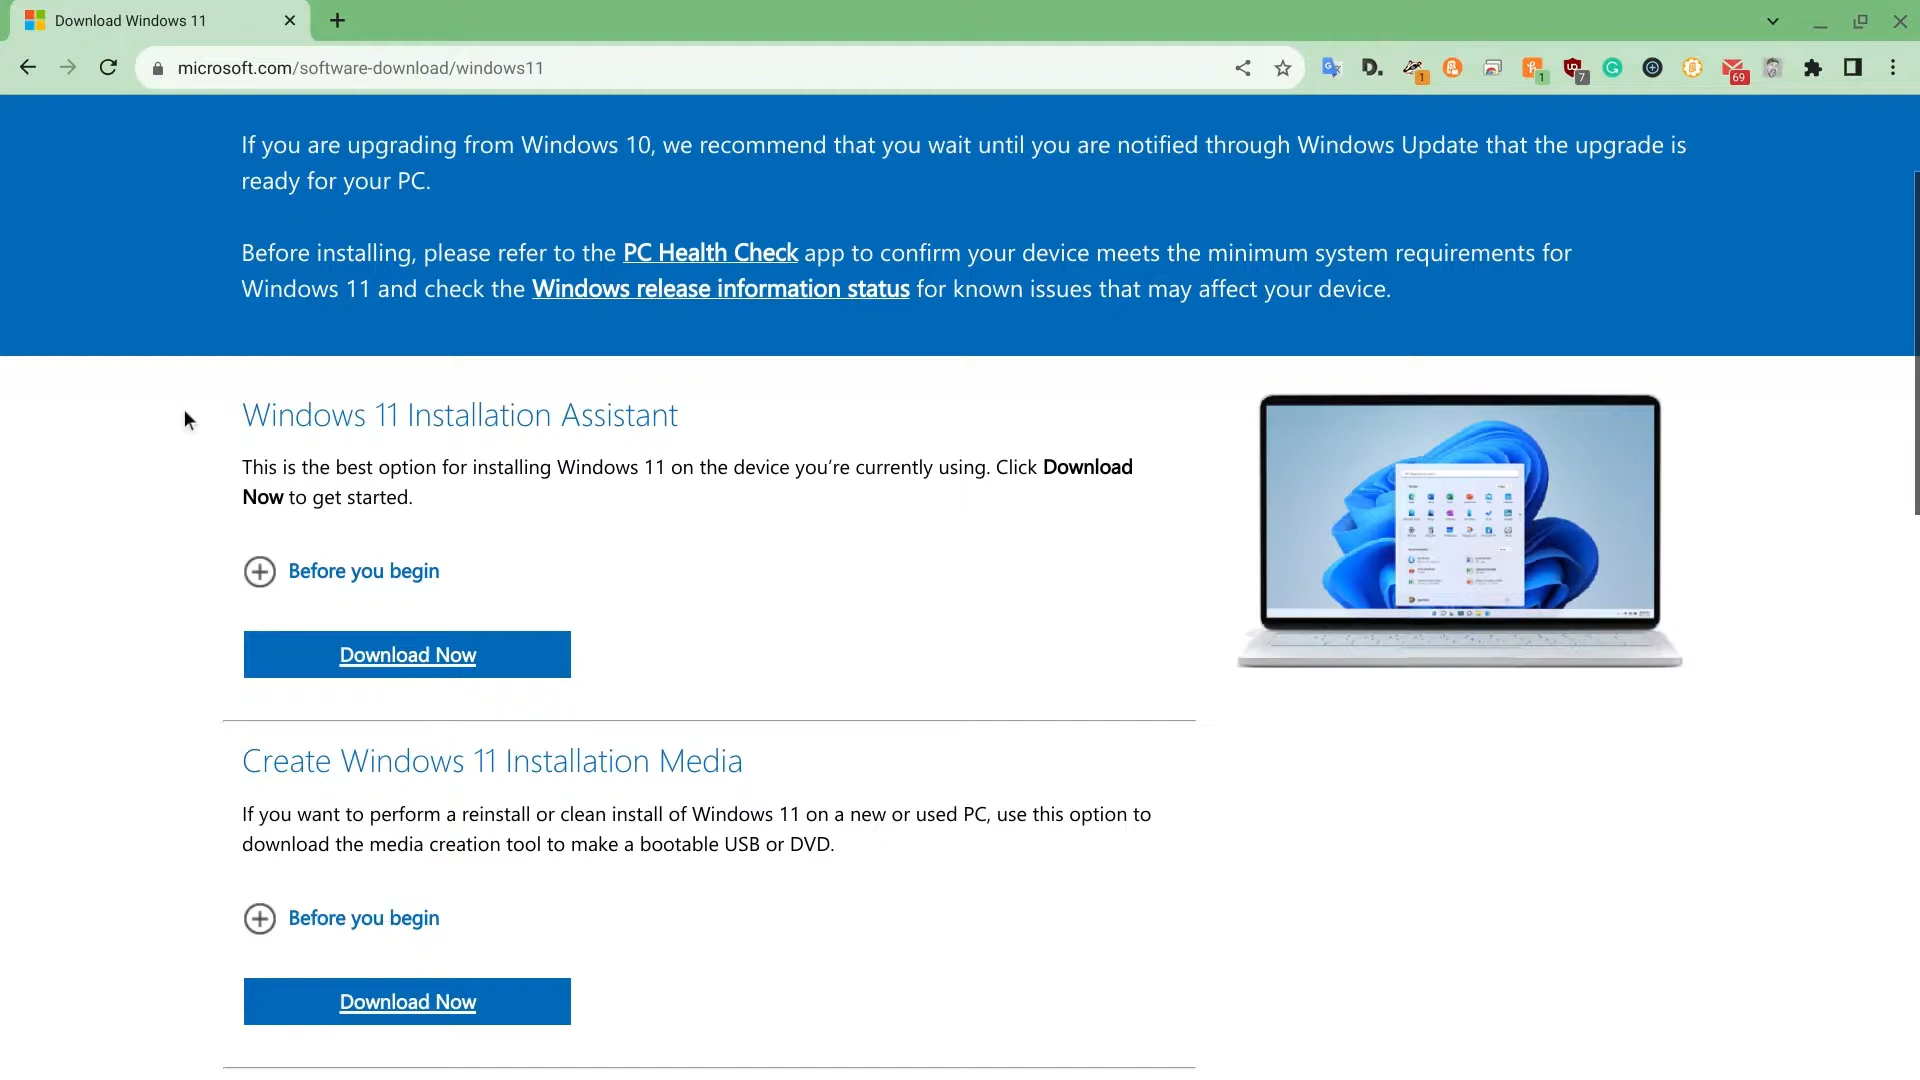 Download Windows 11
microsoft.com/software-download/windows11
1
1
7
69
If you are upgrading from Windows 10, we recommend that you wait until you are notified through Windows Update that the upgrade is
ready for your PC.
Before installing, please refer to the PC Health Check app to confirm your device meets the minimum system requirements for
Windows 11 and check the Windows release information status for known issues that may affect your device.
Windows 11 Installation Assistant
This is the best option for installing Windows 11 on the device you’re currently using. Click Download
Now to get started.
Before you begin
Download Now
Create Windows 11 Installation Media
If you want to perform a reinstall or clean install of Windows 11 on a new or used PC, use this option to
download the media creation tool to make a bootable USB or DVD.
Before you begin
Download Now